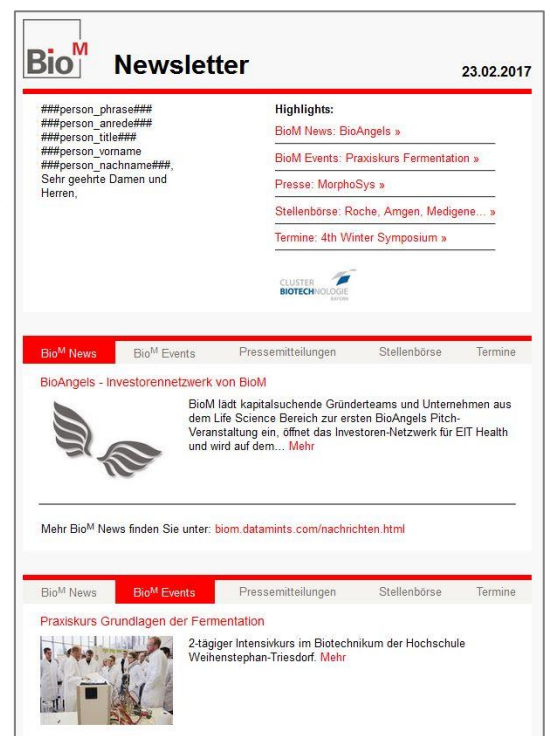 BioM
Newsletter
23.02.2017
###person_phrase###
###person_anrede###
###person_title###
###person_vorname
###person_nachname###,
Sehr geehrte Damen und
Herren,
Highlights:
BioM News: BioAngels »
BioM Events: Praxiskurs Fermentation »
Presse: MorphoSys »
Stellenbörse: Roche, Amgen, Medigene... »
Termine: 4th Winter Symposium »
CLUSTER
BIOTECHNOLOGIE
BAYERN
BioM News BioM Events Pressemitteilungen Stellenbörse Termine
BioAngels - Investorennetzwerk von BioM
BioM lädt kapitalsuchende Gründerteams und Unternehmen aus
dem Life Science Bereich zur ersten BioAngels Pitch-
Veranstaltung ein, öffnet das Investoren-Netzwerk für EIT Health
und wird auf dem... Mehr
Mehr BioM News finden Sie unter: biom.datamints.com/nachrichten.html
BioM News BioM Events Pressemitteilungen Stellenbörse Termine
Praxiskurs Grundlagen der Fermentation
2-tägiger Intensivkurs im Biotechnikum der Hochschule
Weihenstephan-Triesdorf. Mehr